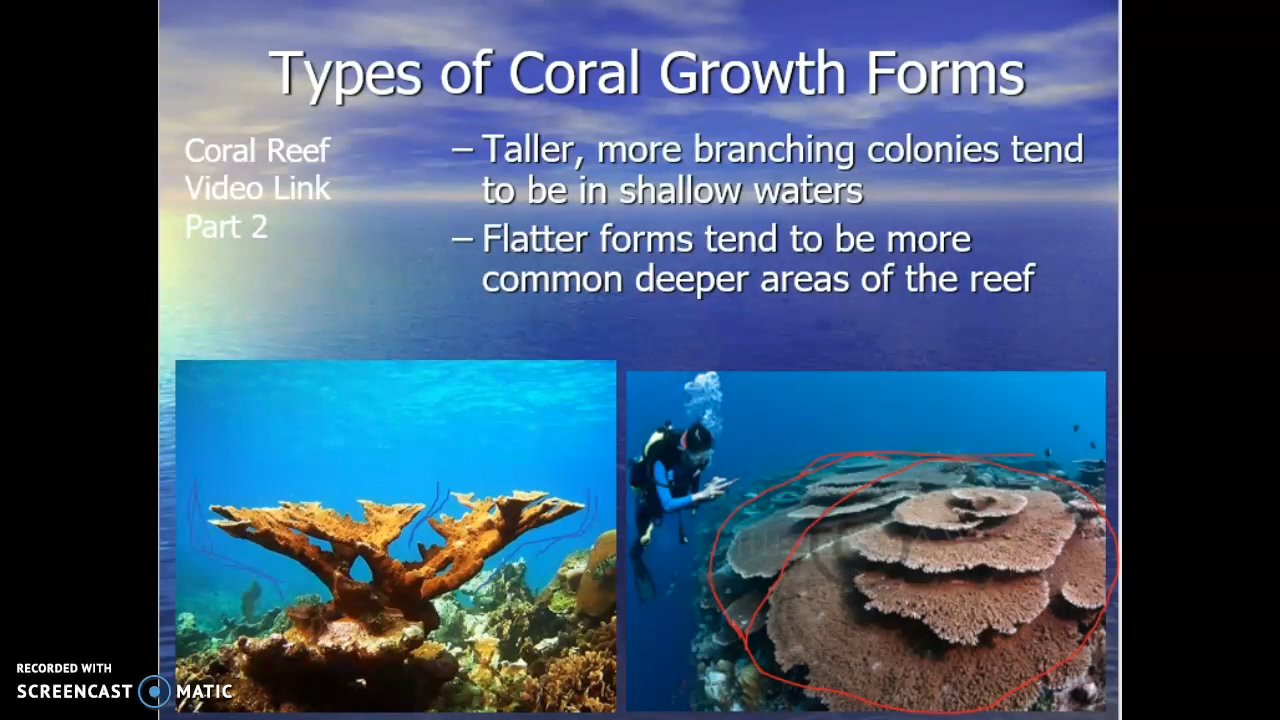 Types of Coral Growth Forms
Coral Reef
Video Link
Part 2
– Taller, more branching colonies tend
to be in shallow waters
– Flatter forms tend to be more
common deeper areas of the reef
RECORDED WITH
SCREENCAST MATIC